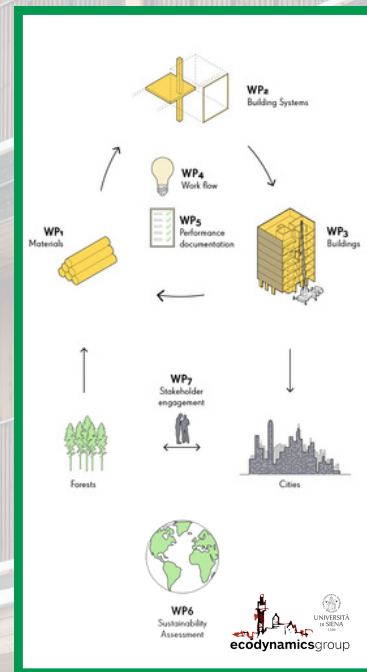 WP2
Building Systems
WP4
Work flow
WP5
Performance
documentation
WP1
Materials
WP3
Buildings
WP7
Stakeholder
engagement
Forests
Cities
WP6
Sustainability
Assessment
UNIVERSITÀ
DI SIENA
1240
ecodynamicsgroup